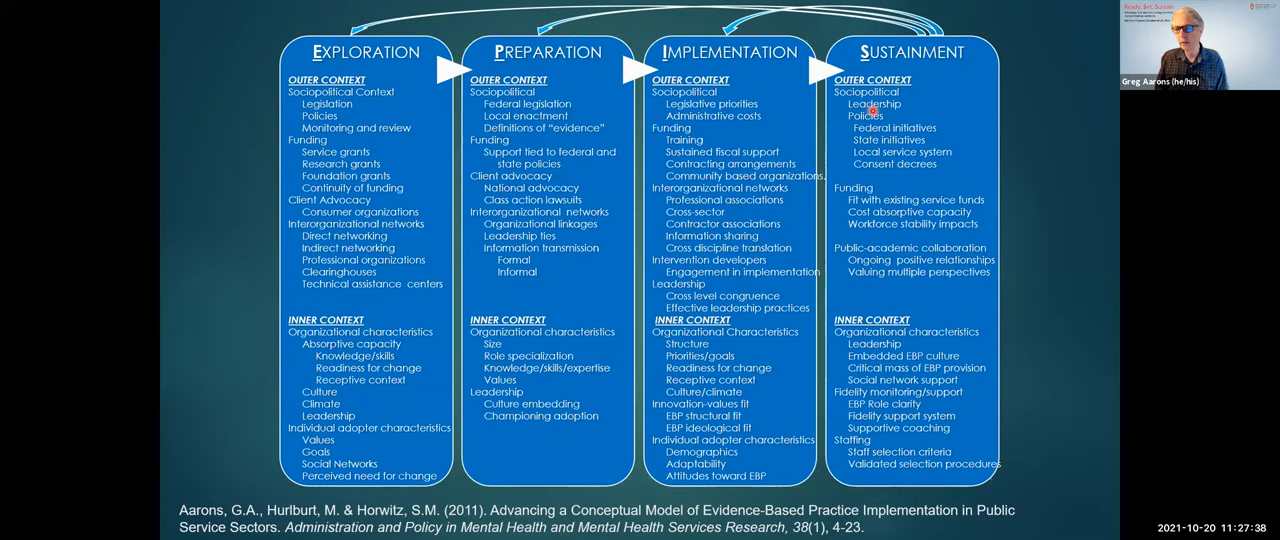 EXPLORATION
OUTER CONTEXT
Sociopolitical Context
Legislation
Policies
Monitoring and review
Funding
Service grants
Research grants
Foundation grants
Continuity of funding
Client Advocacy
Consumer organizations
Interorganizational networks
Direct networking
Indirect networking
Professional organizations
Clearinghouses
Technical assistance centers
INNER CONTEXT
Organizational characteristics
Absorptive capacity
Knowledge/skills
Readiness for change
Receptive context
Culture
Climate
Leadership
Individual adopter characteristics
Values
Goals
Social Networks
Perceived need for change
PREPARATION
OUTER CONTEXT
Sociopolitical
Federal legislation
Local enactment
Definitions of “evidence”
Funding
Support tied to federal and
state policies
Client advocacy
National advocacy
Class action lawsuits
Interorganizational networks
Organizational linkages
Leadership ties
Information transmission
Formal
Informal
INNER CONTEXT
Organizational characteristics
Size
Role specialization
Knowledge/skills/expertise
Values
Leadership
Culture embedding
Championing adoption
IMPLEMENTATION
OUTER CONTEXT
Sociopolitical
Legislative priorities
Administrative costs
Funding
Training
Sustained fiscal support
Contracting arrangements
Community based organizations.
Interorganizational networks
Professional associations
Cross-sector
Contractor associations
Information sharing
Cross discipline translation
Intervention developers
Engagement in implementation
Leadership
Cross level congruence
Effective leadership practices
INNER CONTEXT
Organizational Characteristics
Structure
Priorities/goals
Readiness for change
Receptive context
Culture/climate
Innovation-values fit
EBP structural fit
EBP ideological fit
Individual adopter characteristics
Demographics
Adaptability
Attitudes toward EBP
SUSTAINMENT
OUTER CONTEXT
Sociopolitical
Leadership
Policies
Federal initiatives
State initiatives
Local service system
Consent decrees
Funding
Fit with existing service funds
Cost absorptive capacity
Workforce stability impacts
Public-academic collaboration
Ongoing positive relationships
Valuing multiple perspectives
INNER CONTEXT
Organizational characteristics
Leadership
Embedded EBP culture
Critical mass of EBP provision
Social network support
Fidelity monitoring/support
EBP Role clarity
Fidelity support system
Supportive coaching
Staffing
Staff selection criteria
Validated selection procedures
Aarons, G.A., Hurlburt, M. & Horwitz, S.M. (2011). Advancing a Conceptual Model of Evidence-Based Practice Implementation in Public
Service Sectors. Administration and Policy in Mental Health and Mental Health Services Research, 38(1), 4-23.
Ready, Set, Sustain
Greg Aarons (he/his)
2021-10-20 11:27:38